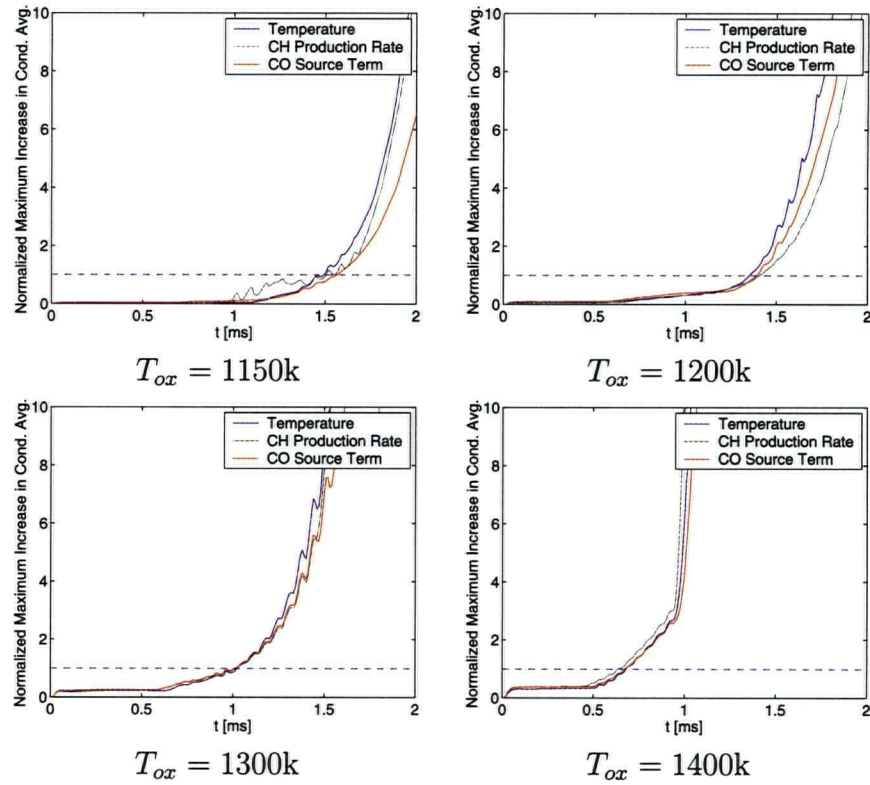 Normalized Maximum Increase in Cond. Avg.
10
8
6
4
2
0
Temperature
CH Production Rate
CO Source Term
0 0.5 1 1.5 2
t [ms]
T_ox = 1150k
Normalized Maximum Increase in Cond. Avg.
10
8
6
4
2
0
Temperature
CH Production Rate
CO Source Term
0 0.5 1 1.5 2
t [ms]
T_ox = 1200k
Normalized Maximum Increase in Cond. Avg.
10
8
6
4
2
0
Temperature
CH Production Rate
CO Source Term
0 0.5 1 1.5 2
t [ms]
T_ox = 1300k
Normalized Maximum Increase in Cond. Avg.
10
8
6
4
2
0
Temperature
CH Production Rate
CO Source Term
0 0.5 1 1.5 2
t [ms]
T_ox = 1400k